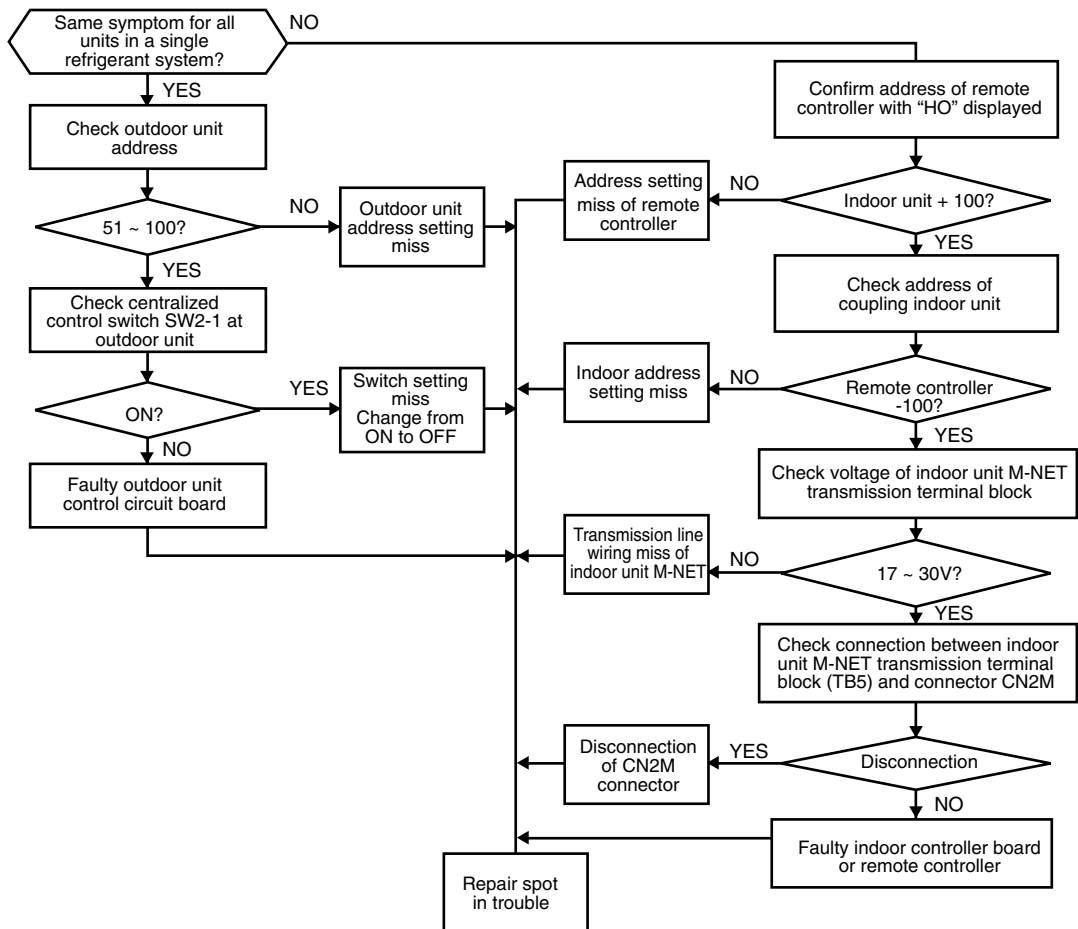 Same symptom for all
units in a single
refrigerant system?
NO
YES
Check outdoor unit
address
51 ~ 100?
NO
Outdoor unit
address setting
miss
YES
Check centralized
control switch SW2-1 at
outdoor unit
ON?
YES
Switch setting
miss
Change from
ON to OFF
NO
Faulty outdoor unit
control circuit board
Confirm address of remote
controller with “HO” displayed
Indoor unit + 100?
NO
Address setting
miss of remote
controller
YES
Check address of
coupling indoor unit
Remote controller
-100?
NO
Indoor address
setting miss
YES
Check voltage of indoor unit M-NET
transmission terminal block
17 ~ 30V?
NO
Transmission line
wiring miss of
indoor unit M-NET
YES
Check connection between indoor
unit M-NET transmission terminal
block (TB5) and connector CN2M
Disconnection
YES
Disconnection
of CN2M
connector
NO
Faulty indoor controller board
or remote controller
Repair spot
in trouble